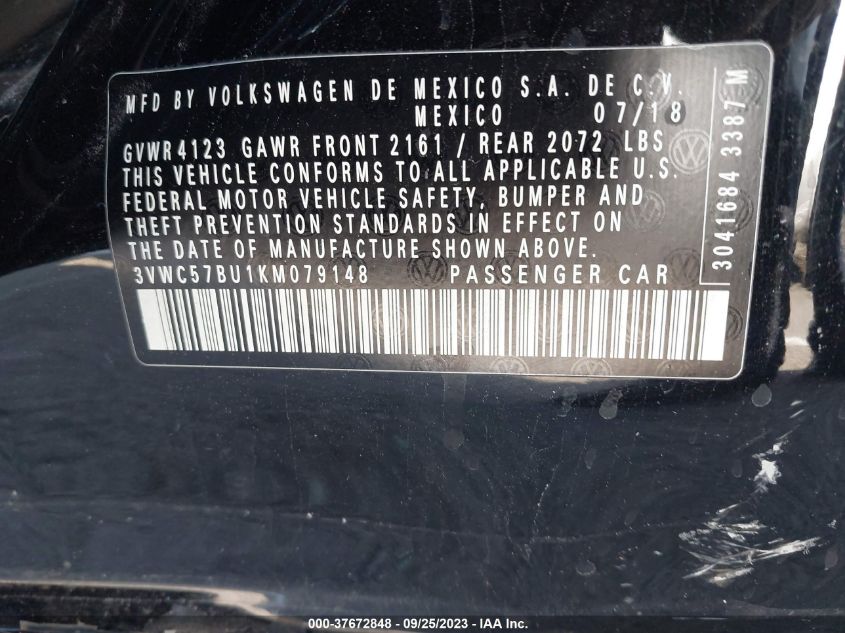 MFD BY VOLKSWAGEN DE MEXICO S.A. DE C.V.
MEXICO 07/18
GVWR 4123 GAWR FRONT 2161 / REAR 2072 LBS
THIS VEHICLE CONFORMS TO ALL APPLICABLE U.S.
FEDERAL MOTOR VEHICLE SAFETY, BUMPER AND
THEFT PREVENTION STANDARDS IN EFFECT ON
THE DATE OF MANUFACTURE SHOWN ABOVE.
3VWC57BU1KM079148 PASSENGER CAR
3041684 3387 M
000-37672848 - 09/25/2023 - IAA Inc.